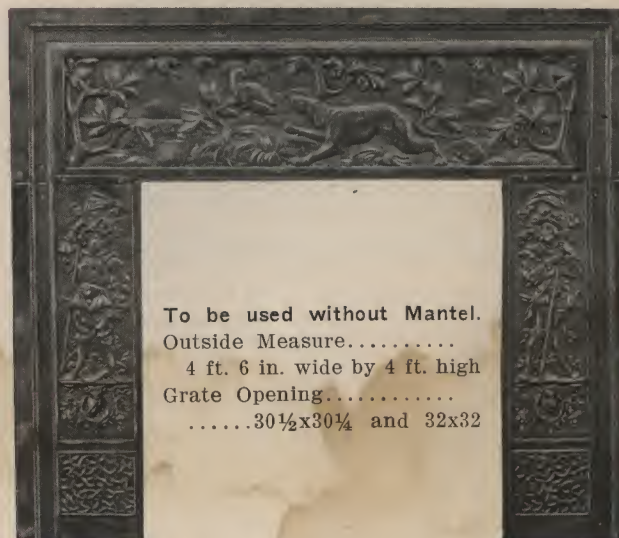 To be used without Mantel.
Outside Measure..........
4 ft. 6 in. wide by 4 ft. high
Grate Opening............
......30½x30¼ and 32x32